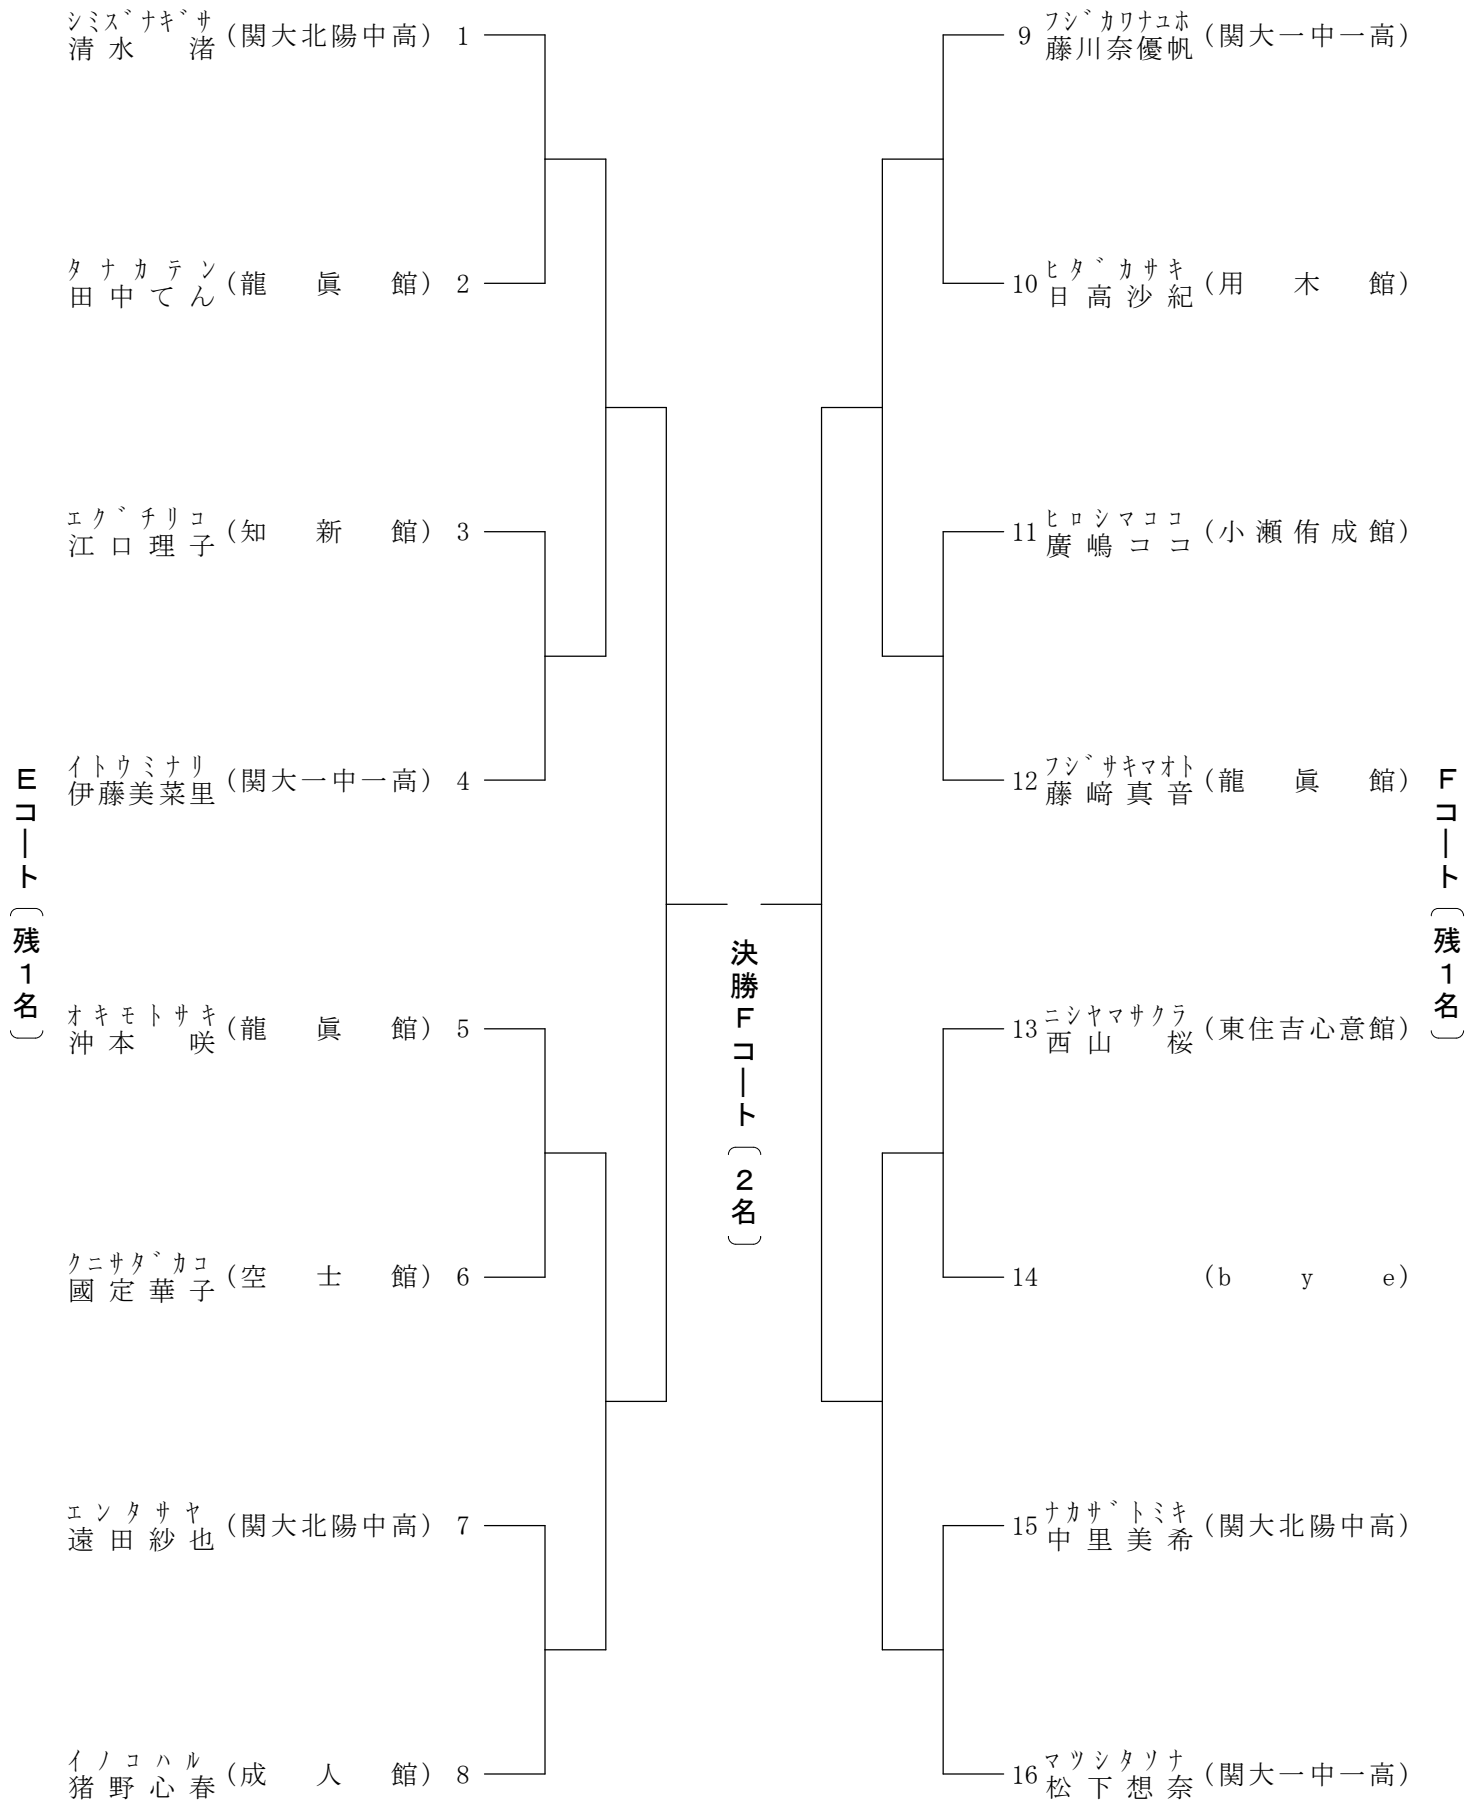 Eコート〔残1名〕
シミズナギサ
清水　渚 (関大北陽中高) 1
タナカテン
田中てん (龍眞館) 2
エグチリコ
江口理子 (知新館) 3
イトウミナリ
伊藤美菜里 (関大一中一高) 4
オキモトサキ
沖本　咲 (龍眞館) 5
クニサダカコ
國定華子 (空士館) 6
エンタサヤ
遠田紗也 (関大北陽中高) 7
イノコハル
猪野心春 (成人館) 8
決勝Fコート〔2名〕
フジカワナユホ
9 藤川奈優帆 (関大一中一高)
ヒダカサキ
10 日高沙紀 (用木館)
ヒロシマココ
11 廣嶋ココ (小瀬侑成館)
フジサキマオト
12 藤﨑真音 (龍眞館)
ニシヤマサクラ
13 西山　桜 (東住吉心意館)
14 (bye)
ナカザトミキ
15 中里美希 (関大北陽中高)
マツシタソナ
16 松下想奈 (関大一中一高)
Fコート〔残1名〕